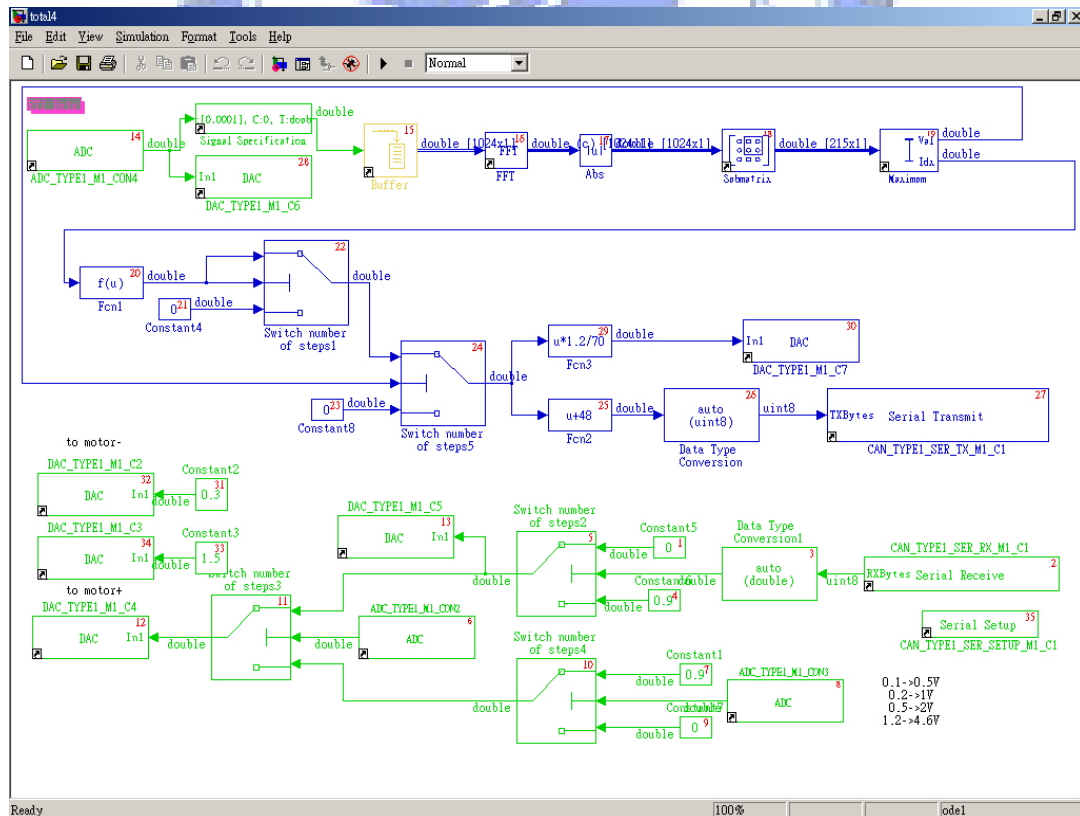 total4
File Edit View Simulation Format Tools Help
Normal
14
ADC
ADC_TYPE1_M1_CON4
double
[0.0001], C:0, T:doub
Signal Specification
double
28
In1 DAC
DAC_TYPE1_M1_C6
15
Buffer
double [1024x1]
16
FFT
FFT
double (c) [1024x1]
17
|u|
Abs
double [1024x1]
18
Submatrix
double [215x1]
19
Val
Idx
Maximum
double
double
20
f(u)
Fcn1
double
21
0
Constant4
double
22
Switch number
of steps1
double
23
0
Constant8
double
24
Switch number
of steps5
double
29
u*1.2/70
Fcn3
double
30
In1 DAC
DAC_TYPE1_M1_C7
25
u+48
Fcn2
double
26
auto
(uint8)
Data Type
Conversion
uint8
27
TXBytes Serial Transmit
CAN_TYPE1_SER_TX_M1_C1
to motor-
DAC_TYPE1_M1_C2
32
DAC In1
double
Constant2
31
0.3
DAC_TYPE1_M1_C3
34
DAC In1
double
Constant3
33
1.5
to motor+
DAC_TYPE1_M1_C4
12
DAC In1
double
Switch number
of steps3
11
DAC_TYPE1_M1_C5
13
DAC In1
ADC_TYPE1_M1_CON2
6
ADC
double
Switch number
of steps2
5
double
Constant5
0 1
double
Constant6
0.9 4
double
double
Data Type
Conversion1
3
auto
(double)
uint8
CAN_TYPE1_SER_RX_M1_C1
2
RXBytes Serial Receive
35
Serial Setup
CAN_TYPE1_SER_SETUP_M1_C1
Switch number
of steps4
10
double
Constant1
0.9 7
double
double
0 9
double
ADC_TYPE1_M1_CON3
8
ADC
0.1->0.5V
0.2->1V
0.5->2V
1.2->4.6V
Ready
100%
ode1